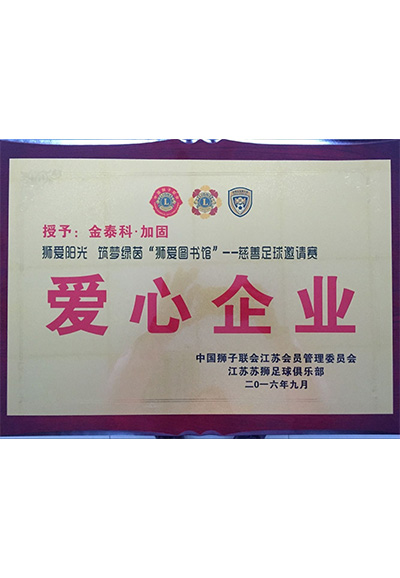 授予：金泰科·加固
狮爱阳光 筑梦绿茵“狮爱图书馆”--慈善足球邀请赛
爱心企业
中国狮子联会江苏会员管理委员会
江苏苏狮足球俱乐部
二○一六年九月